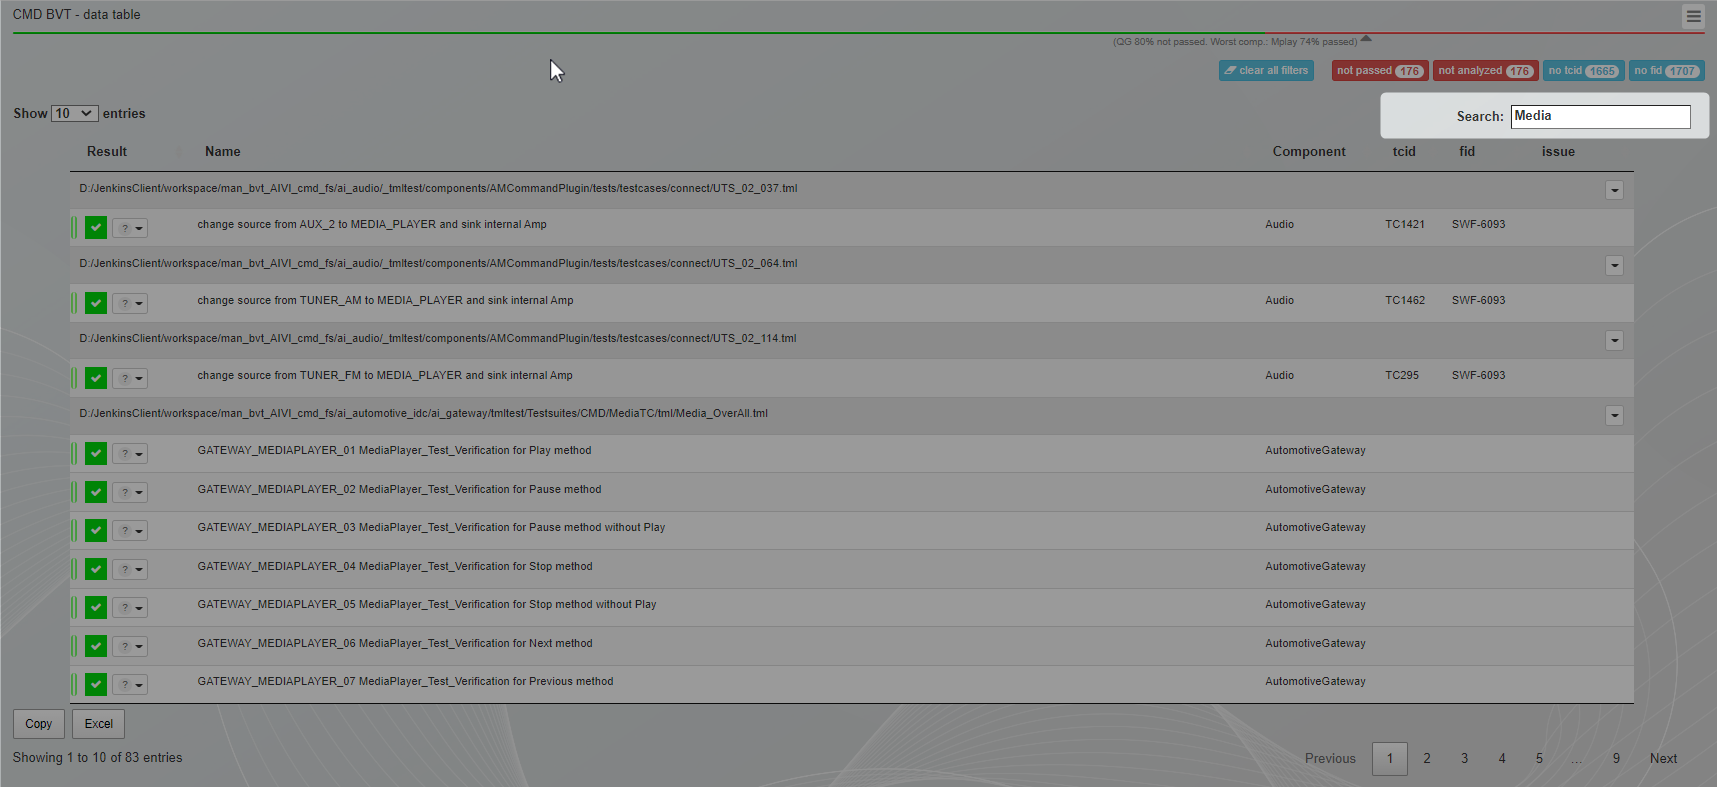 CMD BVT - data table
(QG 80% not passed. Worst comp.: Mplay 74% passed)
clear all filters not passed 176 not analyzed 176 no tcid 1665 no fid 1707
Show 10 entries Search: Media
Result Name Component tcid fid issue
D:/JenkinsClient/workspace/man_bvt_AIVI_cmd_fs/ai_audio/_tmltest/components/AMCommandPlugin/tests/testcases/connect/UTS_02_037.tml
? change source from AUX_2 to MEDIA_PLAYER and sink internal Amp Audio TC1421 SWF-6093
D:/JenkinsClient/workspace/man_bvt_AIVI_cmd_fs/ai_audio/_tmltest/components/AMCommandPlugin/tests/testcases/connect/UTS_02_064.tml
? change source from TUNER_AM to MEDIA_PLAYER and sink internal Amp Audio TC1462 SWF-6093
D:/JenkinsClient/workspace/man_bvt_AIVI_cmd_fs/ai_audio/_tmltest/components/AMCommandPlugin/tests/testcases/connect/UTS_02_114.tml
? change source from TUNER_FM to MEDIA_PLAYER and sink internal Amp Audio TC295 SWF-6093
D:/JenkinsClient/workspace/man_bvt_AIVI_cmd_fs/ai_automotive_idc/ai_gateway/tmltest/Testsuites/CMD/MediaTC/tml/Media_OverAll.tml
? GATEWAY_MEDIAPLAYER_01 MediaPlayer_Test_Verification for Play method AutomotiveGateway
? GATEWAY_MEDIAPLAYER_02 MediaPlayer_Test_Verification for Pause method AutomotiveGateway
? GATEWAY_MEDIAPLAYER_03 MediaPlayer_Test_Verification for Pause method without Play AutomotiveGateway
? GATEWAY_MEDIAPLAYER_04 MediaPlayer_Test_Verification for Stop method AutomotiveGateway
? GATEWAY_MEDIAPLAYER_05 MediaPlayer_Test_Verification for Stop method without Play AutomotiveGateway
? GATEWAY_MEDIAPLAYER_06 MediaPlayer_Test_Verification for Next method AutomotiveGateway
? GATEWAY_MEDIAPLAYER_07 MediaPlayer_Test_Verification for Previous method AutomotiveGateway
Copy Excel
Showing 1 to 10 of 83 entries Previous 1 2 3 4 5 ... 9 Next